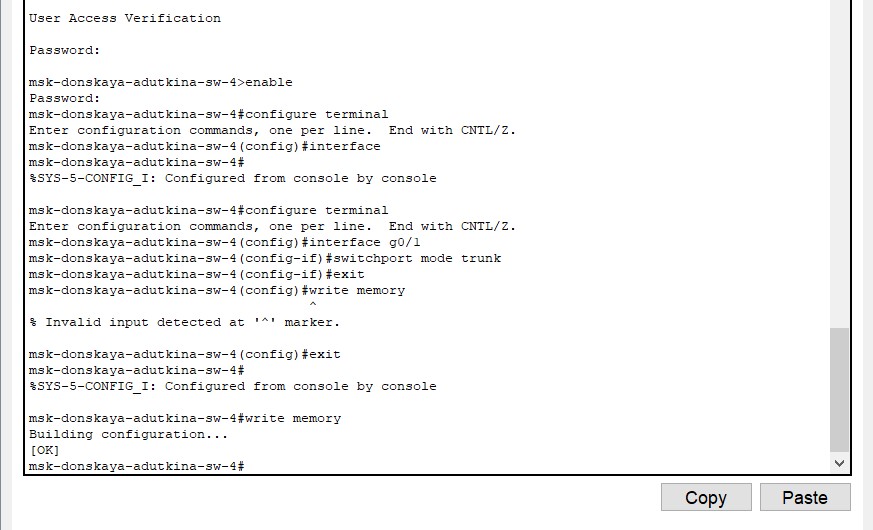 User Access Verification
Password:
msk-donskaya-adutkina-sw-4>enable
Password:
msk-donskaya-adutkina-sw-4#configure terminal
Enter configuration commands, one per line.  End with CNTL/Z.
msk-donskaya-adutkina-sw-4(config)#interface
msk-donskaya-adutkina-sw-4#
%SYS-5-CONFIG_I: Configured from console by console
msk-donskaya-adutkina-sw-4#configure terminal
Enter configuration commands, one per line.  End with CNTL/Z.
msk-donskaya-adutkina-sw-4(config)#interface g0/1
msk-donskaya-adutkina-sw-4(config-if)#switchport mode trunk
msk-donskaya-adutkina-sw-4(config-if)#exit
msk-donskaya-adutkina-sw-4(config)#write memory
^
% Invalid input detected at '^' marker.
msk-donskaya-adutkina-sw-4(config)#exit
msk-donskaya-adutkina-sw-4#
%SYS-5-CONFIG_I: Configured from console by console
msk-donskaya-adutkina-sw-4#write memory
Building configuration...
[OK]
msk-donskaya-adutkina-sw-4#
Copy Paste